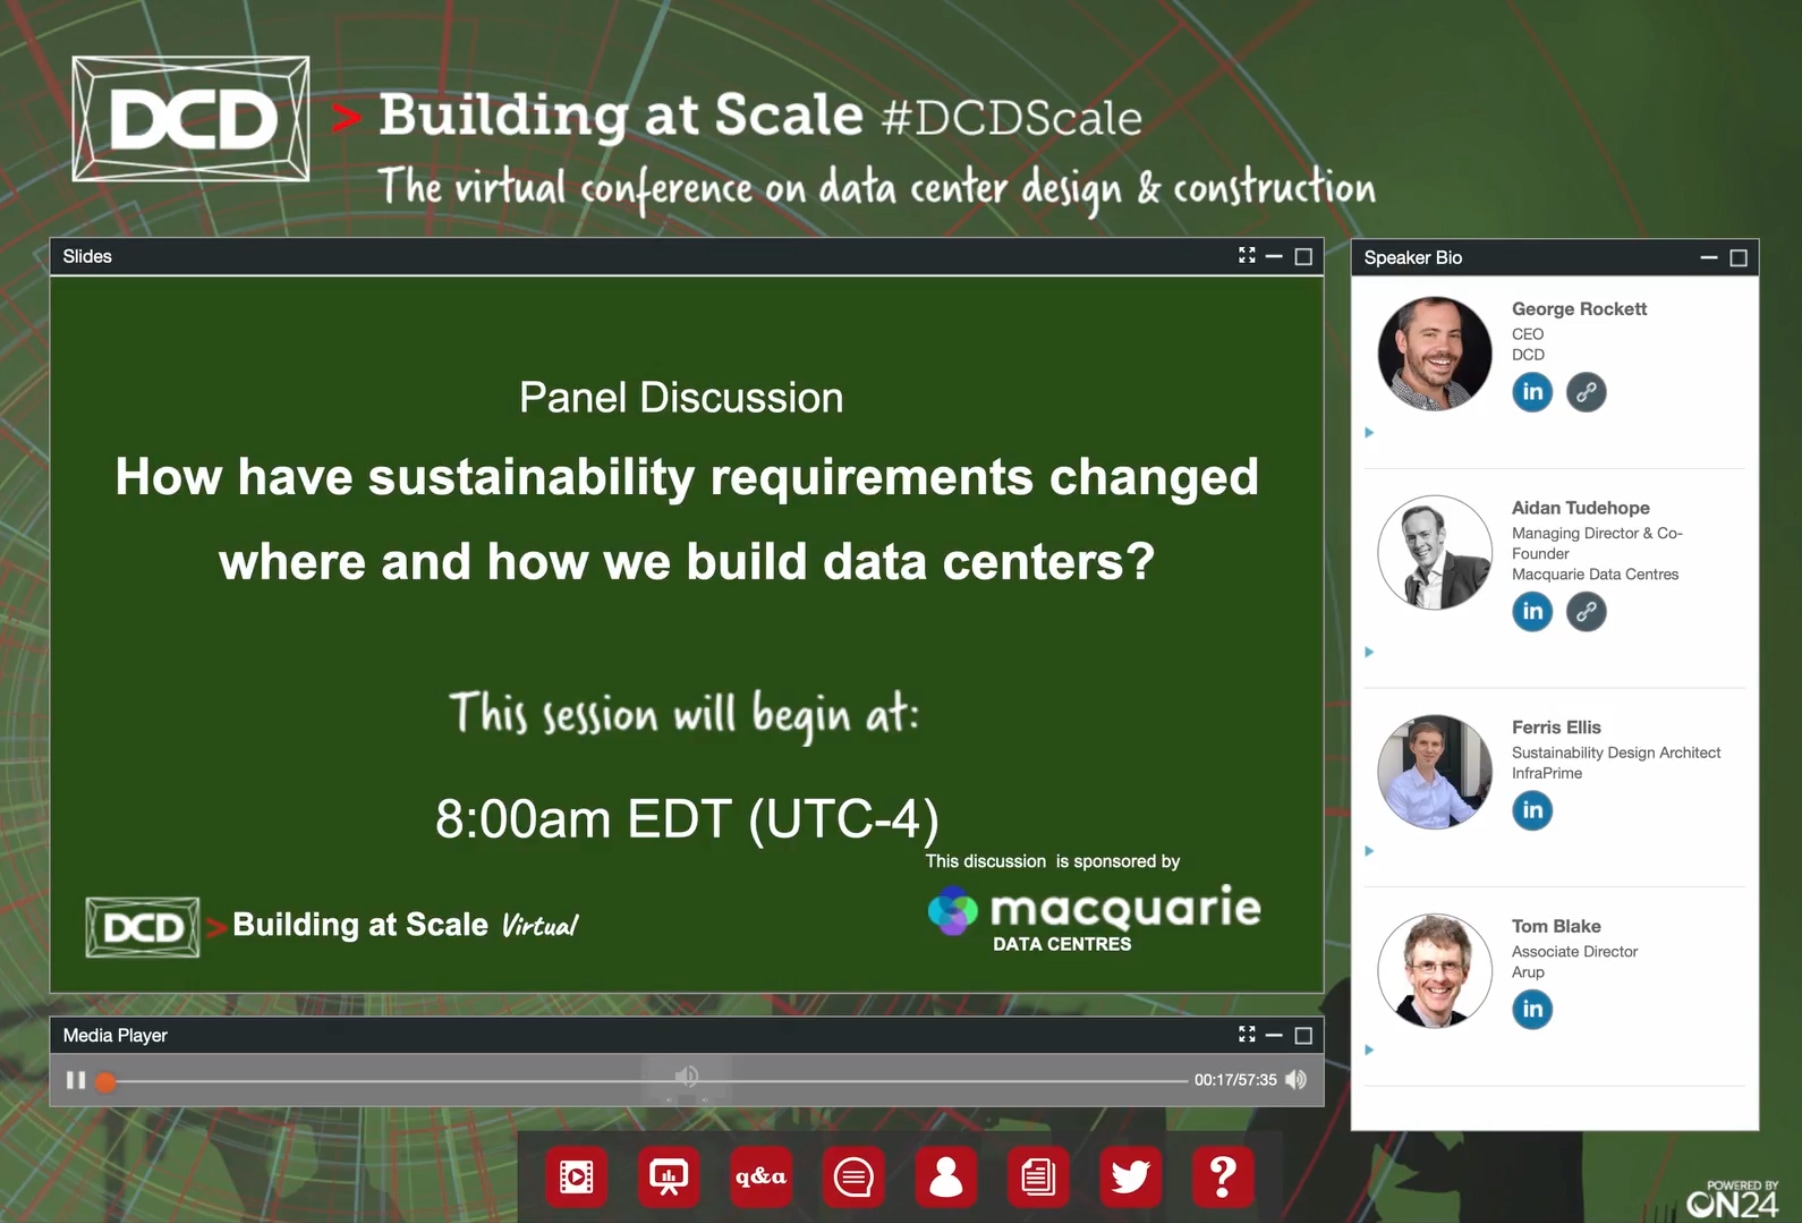 DCD > Building at Scale #DCDScale
The virtual conference on data center design & construction
Slides
Panel Discussion
How have sustainability requirements changed
where and how we build data centers?
This session will begin at:
8:00am EDT (UTC-4)
This discussion is sponsored by
macquarie
DATA CENTRES
DCD > Building at Scale Virtual
Media Player
00:17/57:35
Speaker Bio
George Rockett
CEO
DCD
in
Aidan Tudehope
Managing Director & Co-
Founder
Macquarie Data Centres
in
Ferris Ellis
Sustainability Design Architect
InfraPrime
in
Tom Blake
Associate Director
Arup
in
q&a
?
POWERED BY
ON24